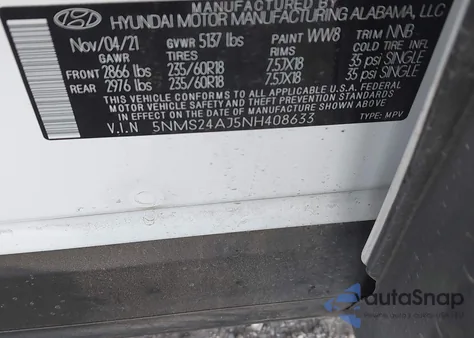 MANUFACTURED BY
HYUNDAI MOTOR MANUFACTURING ALABAMA, LLC
Nov/04/21 GVWR 5137 lbs PAINT WW8 TRIM NNB
GAWR TIRES RIMS COLD TIRE INFL
FRONT 2866 lbs 235/60R18 7.5JX18 35 psi SINGLE
REAR 2976 lbs 235/60R18 7.5JX18 35 psi SINGLE
THIS VEHICLE CONFORMS TO ALL APPLICABLE U.S.A. FEDERAL
MOTOR VEHICLE SAFETY, BUMPER, AND THEFT PREVENTION
STANDARDS IN EFFECT ON THE DATE OF MANUFACTURE SHOWN ABOVE.
V.I.N 5NMS24AJ5NH408633 TYPE: MPV
autaSnap